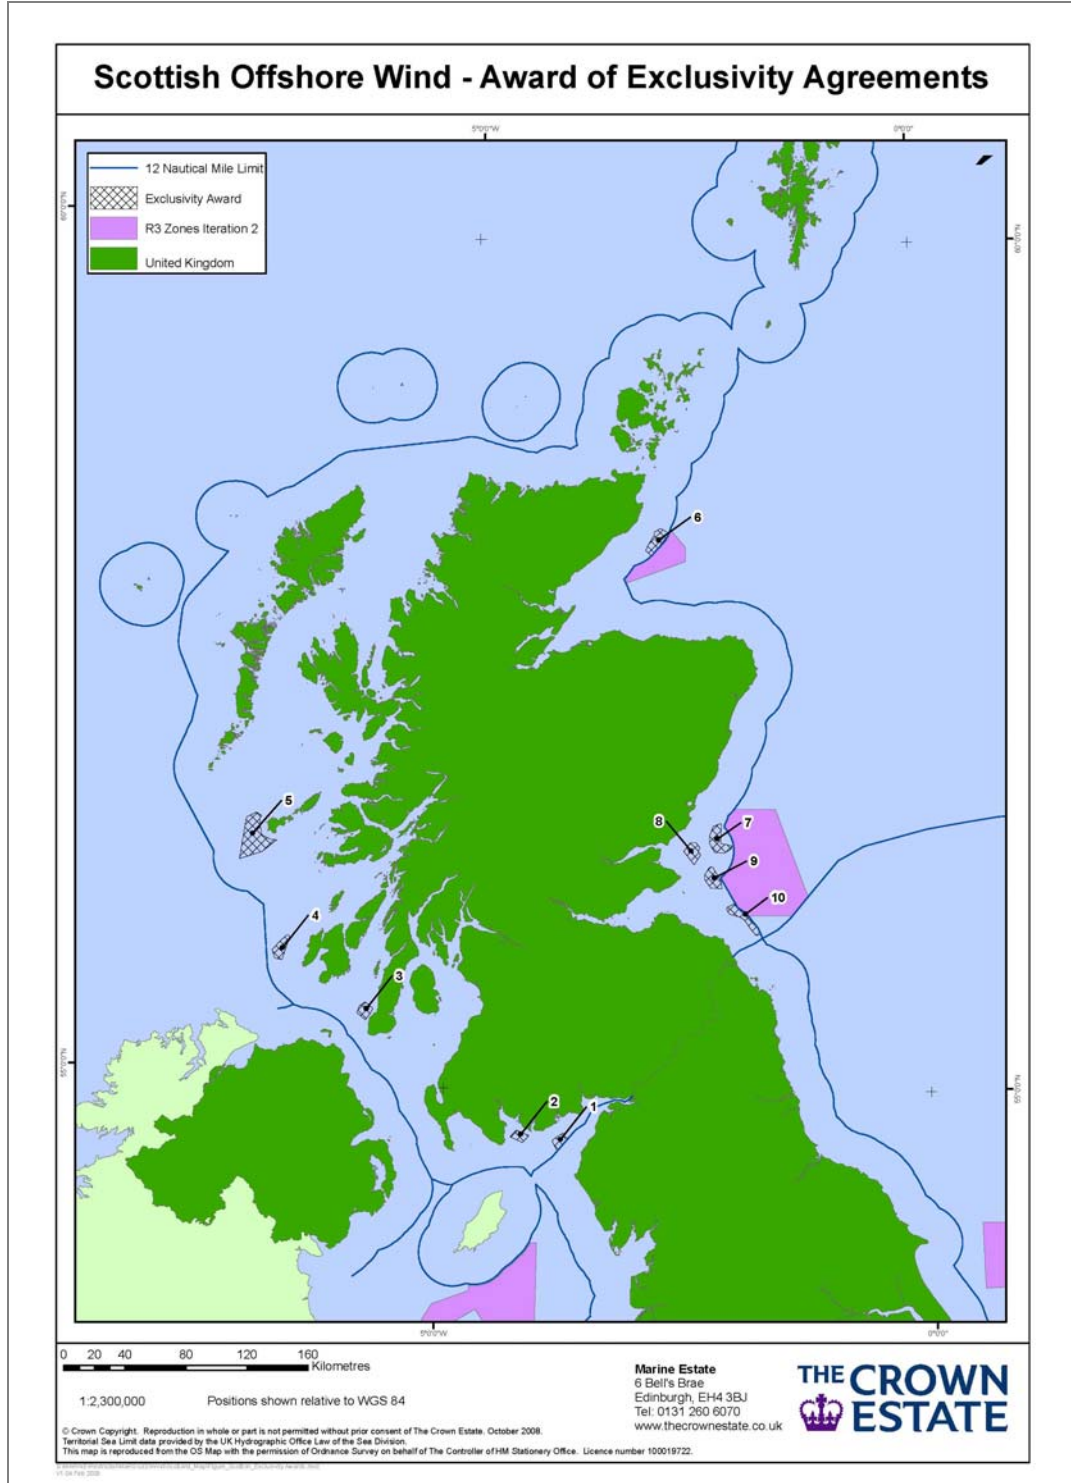 Scottish Offshore Wind - Award of Exclusivity Agreements
5°0'0"W
0°0'0"
12 Nautical Mile Limit
Exclusivity Award
R3 Zones Iteration 2
United Kingdom
60°0'0"N
60°0'0"N
6
5
8
7
9
10
4
3
55°0'0"N
55°0'0"N
2
1
5°0'0"W
0°0'0"
0 20 40 80 120 160
Kilometres
1:2,300,000
Positions shown relative to WGS 84
Marine Estate
6 Bell's Brae
Edinburgh, EH4 3BJ
Tel: 0131 260 6070
www.thecrownestate.co.uk
THE CROWN
ESTATE
© Crown Copyright. Reproduction in whole or part is not permitted without prior consent of The Crown Estate. October 2008.
Territorial Sea Limit data provided by the UK Hydrographic Office Law of the Sea Division.
This map is reproduced from the OS Map with the permission of Ordnance Survey on behalf of The Controller of HM Stationery Office. Licence number 100019722.